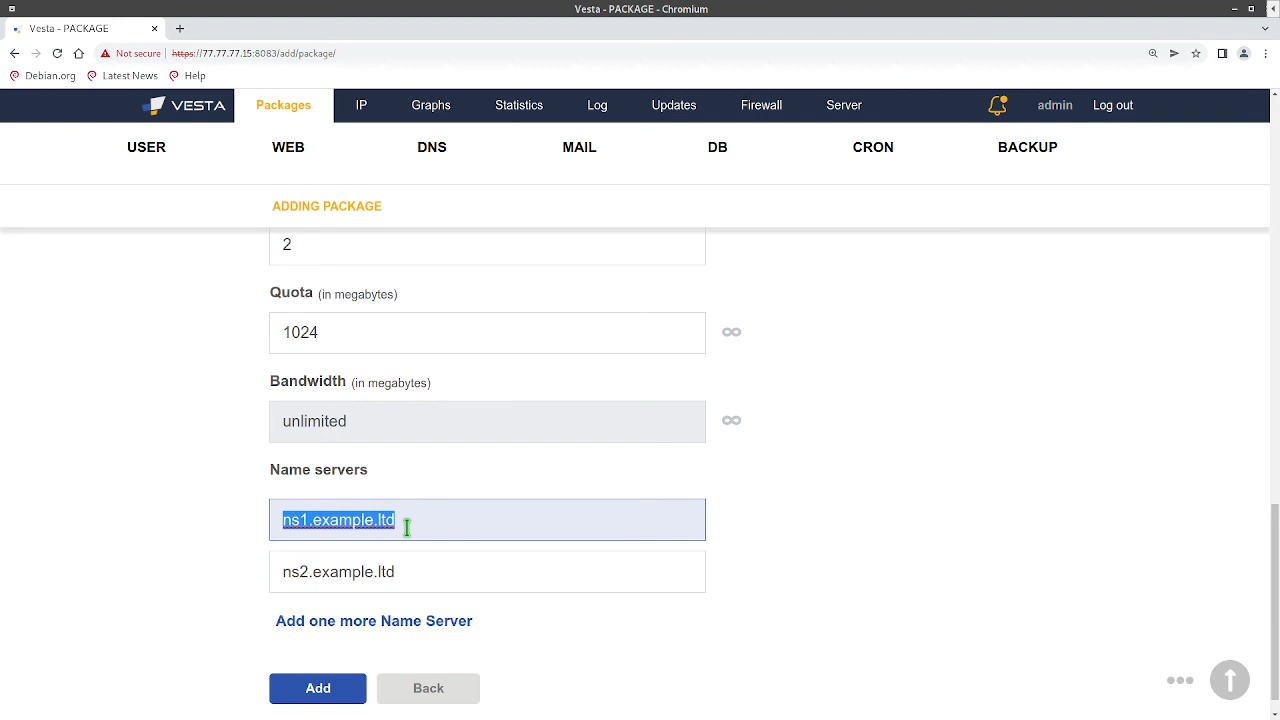 Vesta - PACKAGE - Chromium
Vesta - PACKAGE
Not secure https://77.77.77.15:8083/add/package/
Debian.org Latest News Help
VESTA Packages IP Graphs Statistics Log Updates Firewall Server admin Log out
USER WEB DNS MAIL DB CRON BACKUP
ADDING PACKAGE
2
Quota (in megabytes)
1024
Bandwidth (in megabytes)
unlimited
Name servers
ns1.example.ltd
ns2.example.ltd
Add one more Name Server
Add Back